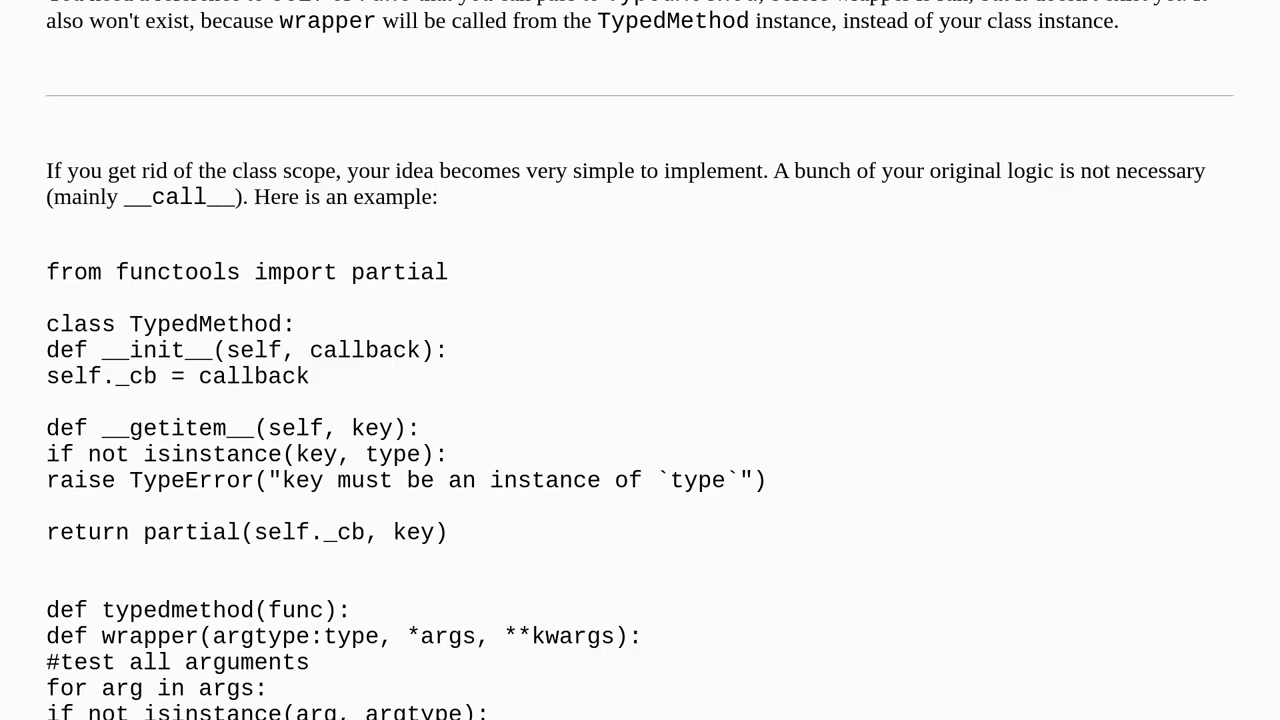 also won't exist, because wrapper will be called from the TypedMethod instance, instead of your class instance.
If you get rid of the class scope, your idea becomes very simple to implement. A bunch of your original logic is not necessary
(mainly __call__). Here is an example:
from functools import partial
class TypedMethod:
def __init__(self, callback):
self._cb = callback
def __getitem__(self, key):
if not isinstance(key, type):
raise TypeError("key must be an instance of `type`")
return partial(self._cb, key)
def typedmethod(func):
def wrapper(argtype:type, *args, **kwargs):
#test all arguments
for arg in args:
if not isinstance(arg, argtype):